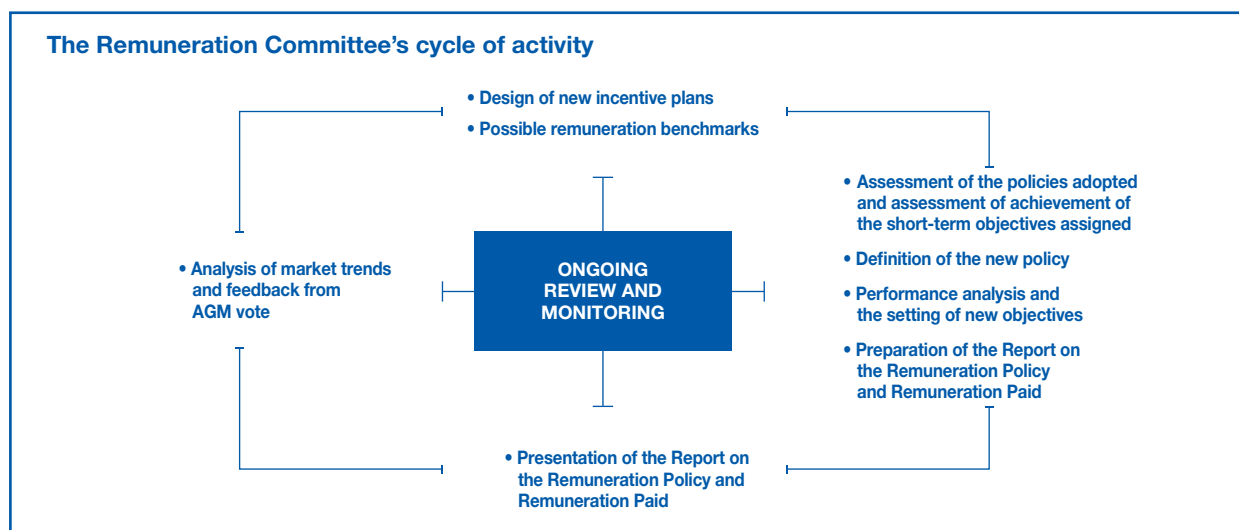 The Remuneration Committee’s cycle of activity
• Design of new incentive plans
• Possible remuneration benchmarks
• Assessment of the policies adopted
and assessment of achievement of
the short-term objectives assigned
• Definition of the new policy
• Performance analysis and
the setting of new objectives
• Preparation of the Report on
the Remuneration Policy
and Remuneration Paid
• Analysis of market trends
and feedback from
AGM vote
ONGOING
REVIEW AND
MONITORING
• Presentation of the Report on
the Remuneration Policy and
Remuneration Paid